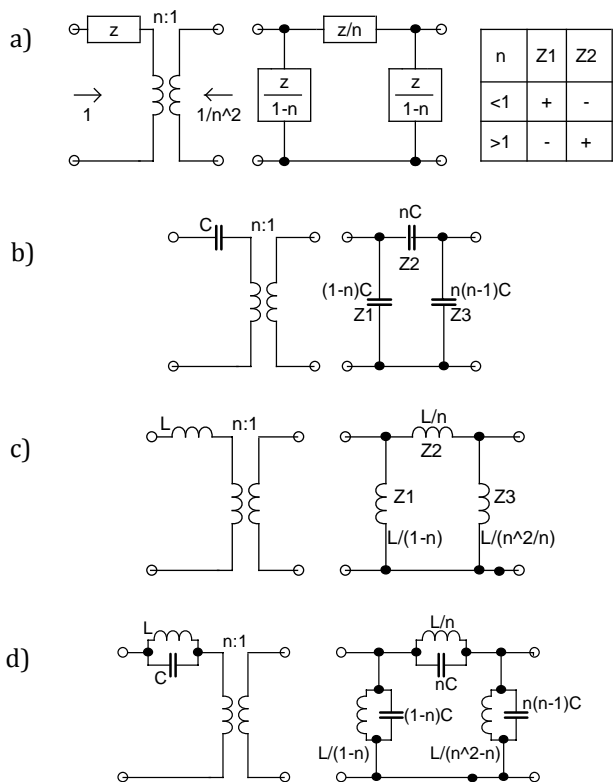 a)
z
n:1
1
1/n^2
z/n
z
1-n
z
1-n
n Z1 Z2
<1 + -
>1 - +
b)
C
n:1
nC
Z2
(1-n)C
Z1
n(n-1)C
Z3
c)
L
n:1
L/n
Z2
Z1
Z3
L/(1-n)
L/(n^2/n)
d)
L
n:1
C
L/n
nC
(1-n)C
n(n-1)C
L/(1-n)
L/(n^2-n)